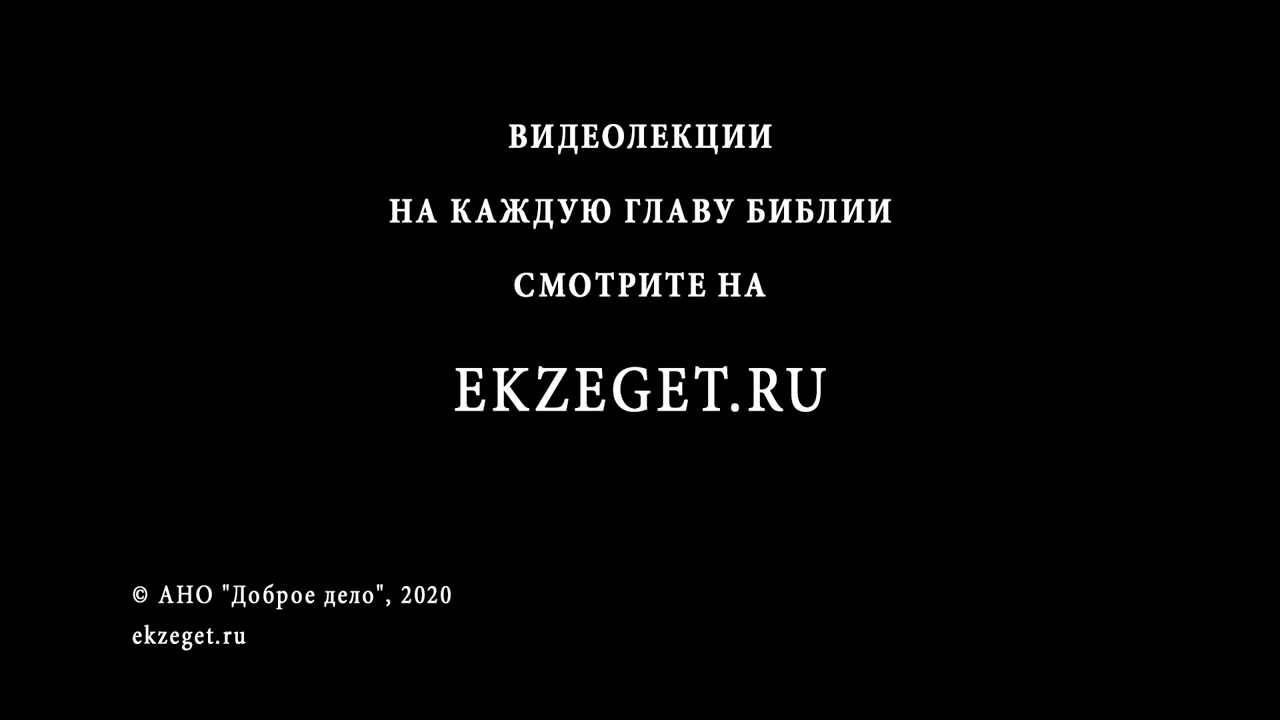 ВИДЕОЛЕКЦИИ
НА КАЖДУЮ ГЛАВУ БИБЛИИ
СМОТРИТЕ НА
EKZEGET.RU
© АНО "Доброе дело", 2020
ekzeget.ru